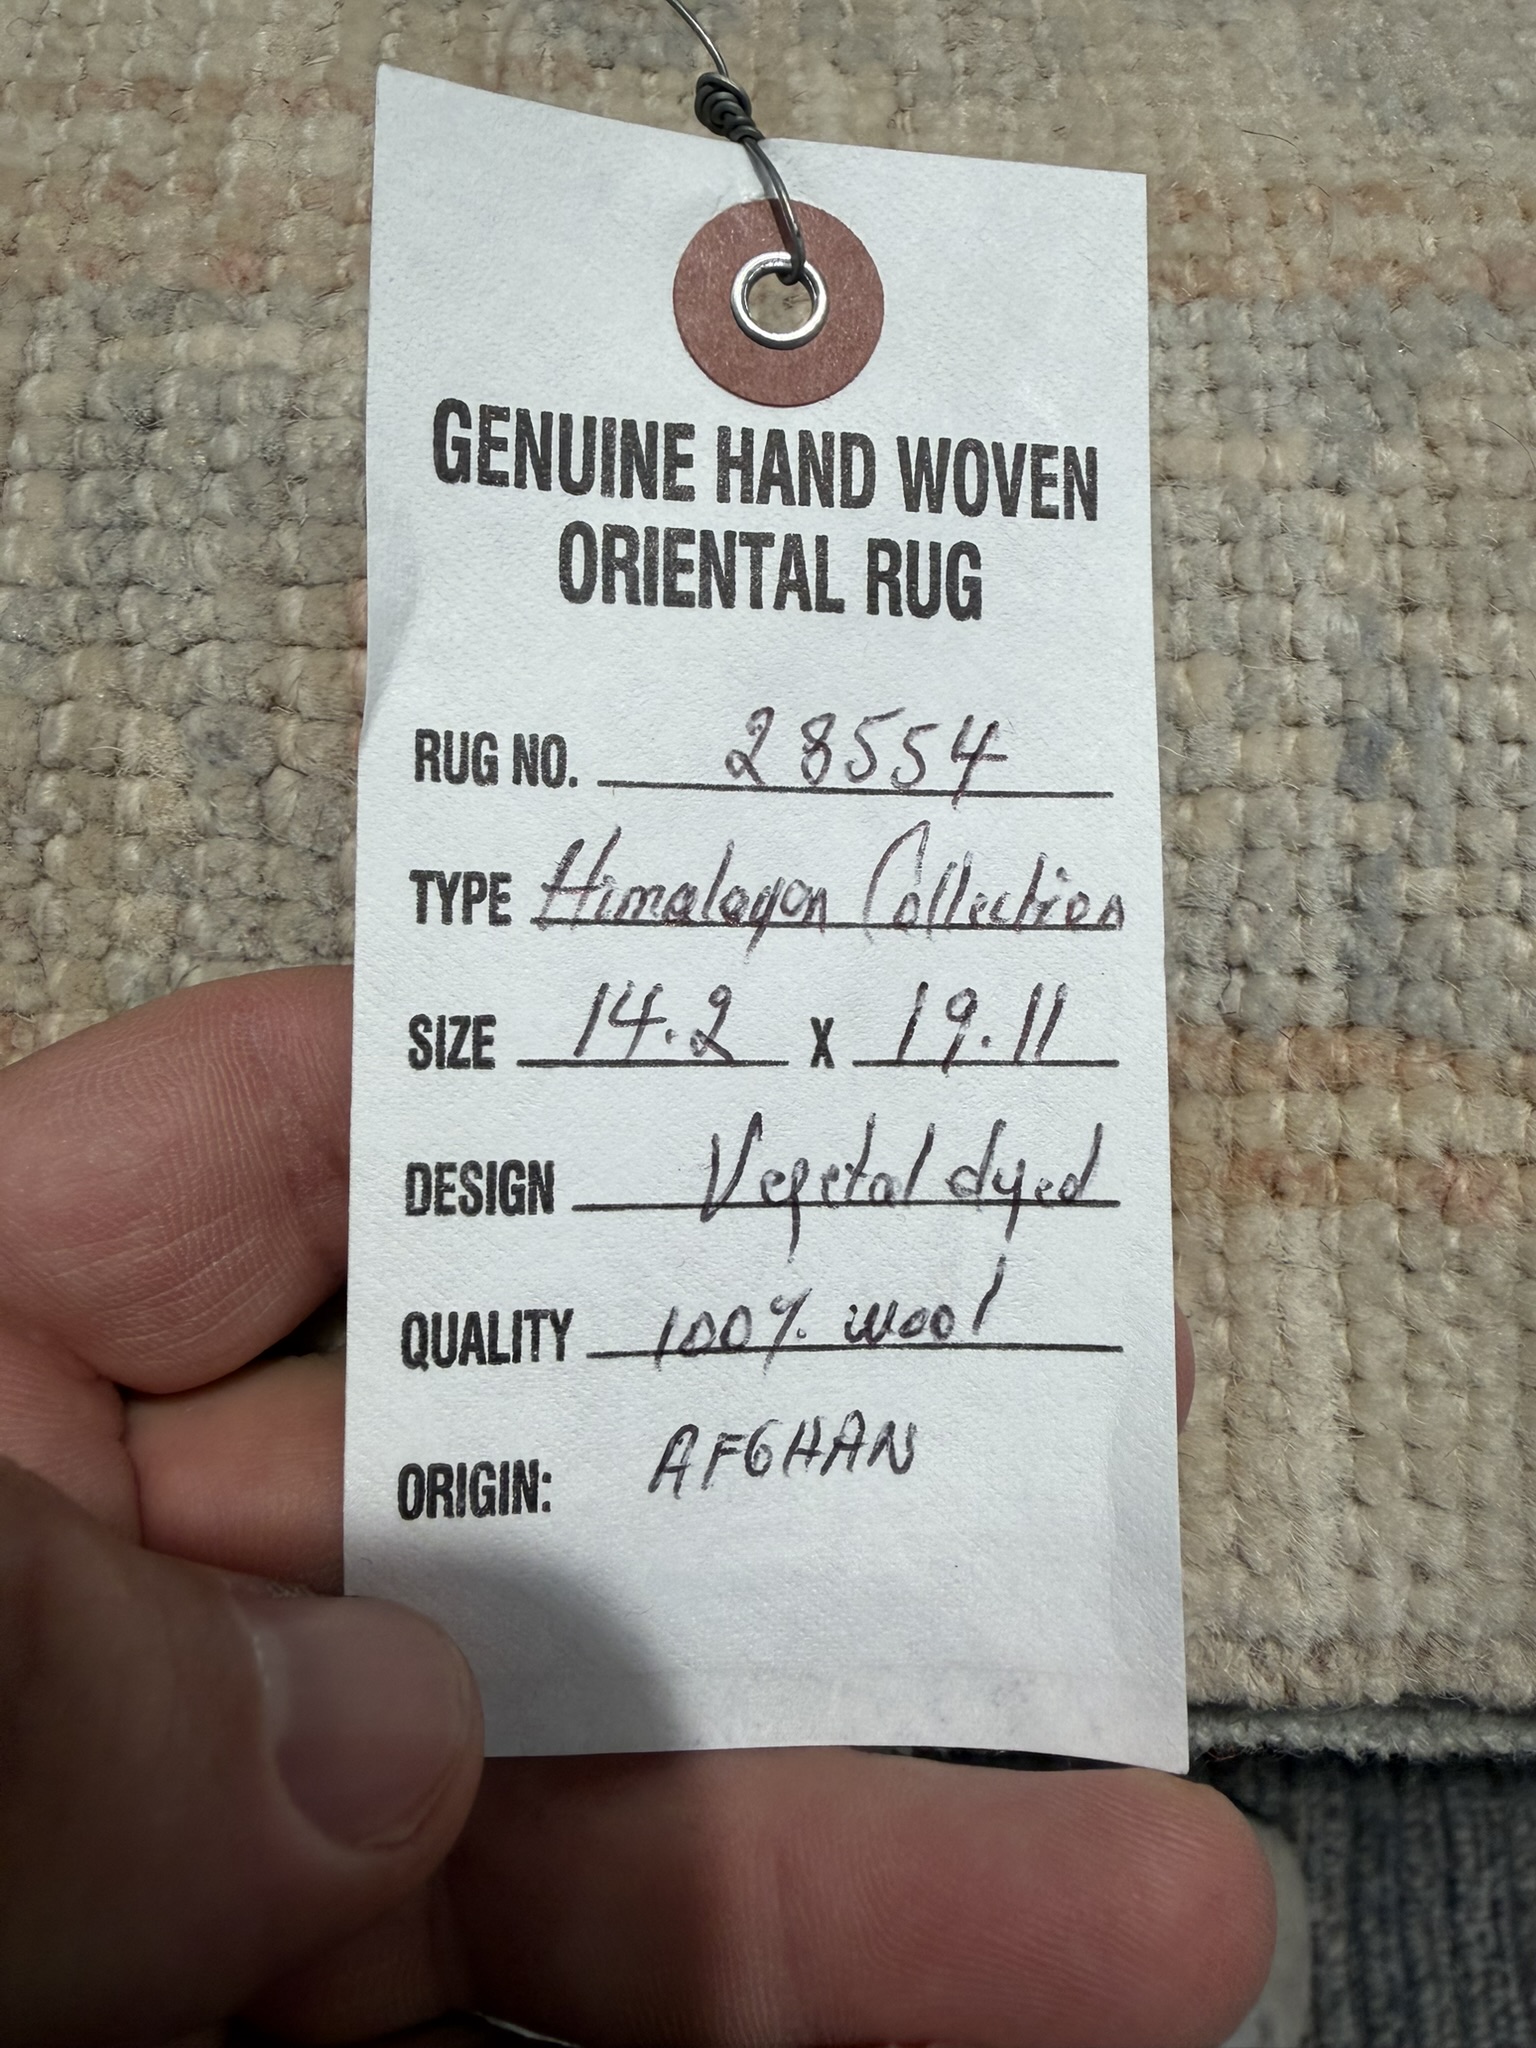 GENUINE HAND WOVEN
ORIENTAL RUG
RUG NO. 28554
TYPE Himalayan Collection
SIZE 14.2 X 19.11
DESIGN Vegetal dyed
QUALITY 100% wool
ORIGIN: AFGHAN